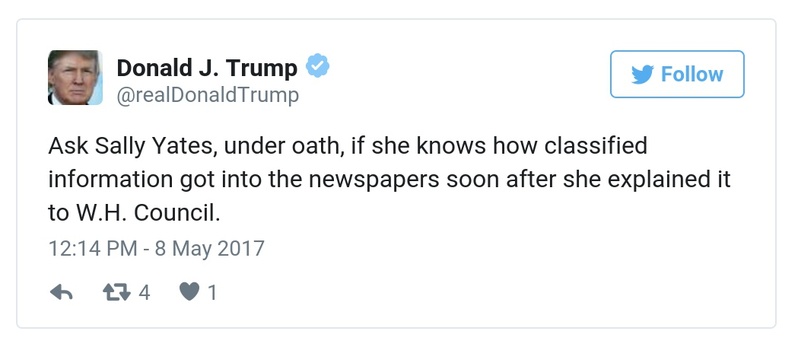 Donald J. Trump
@realDonaldTrump
Follow
Ask Sally Yates, under oath, if she knows how classified
information got into the newspapers soon after she explained it
to W.H. Council.
12:14 PM - 8 May 2017
4 1